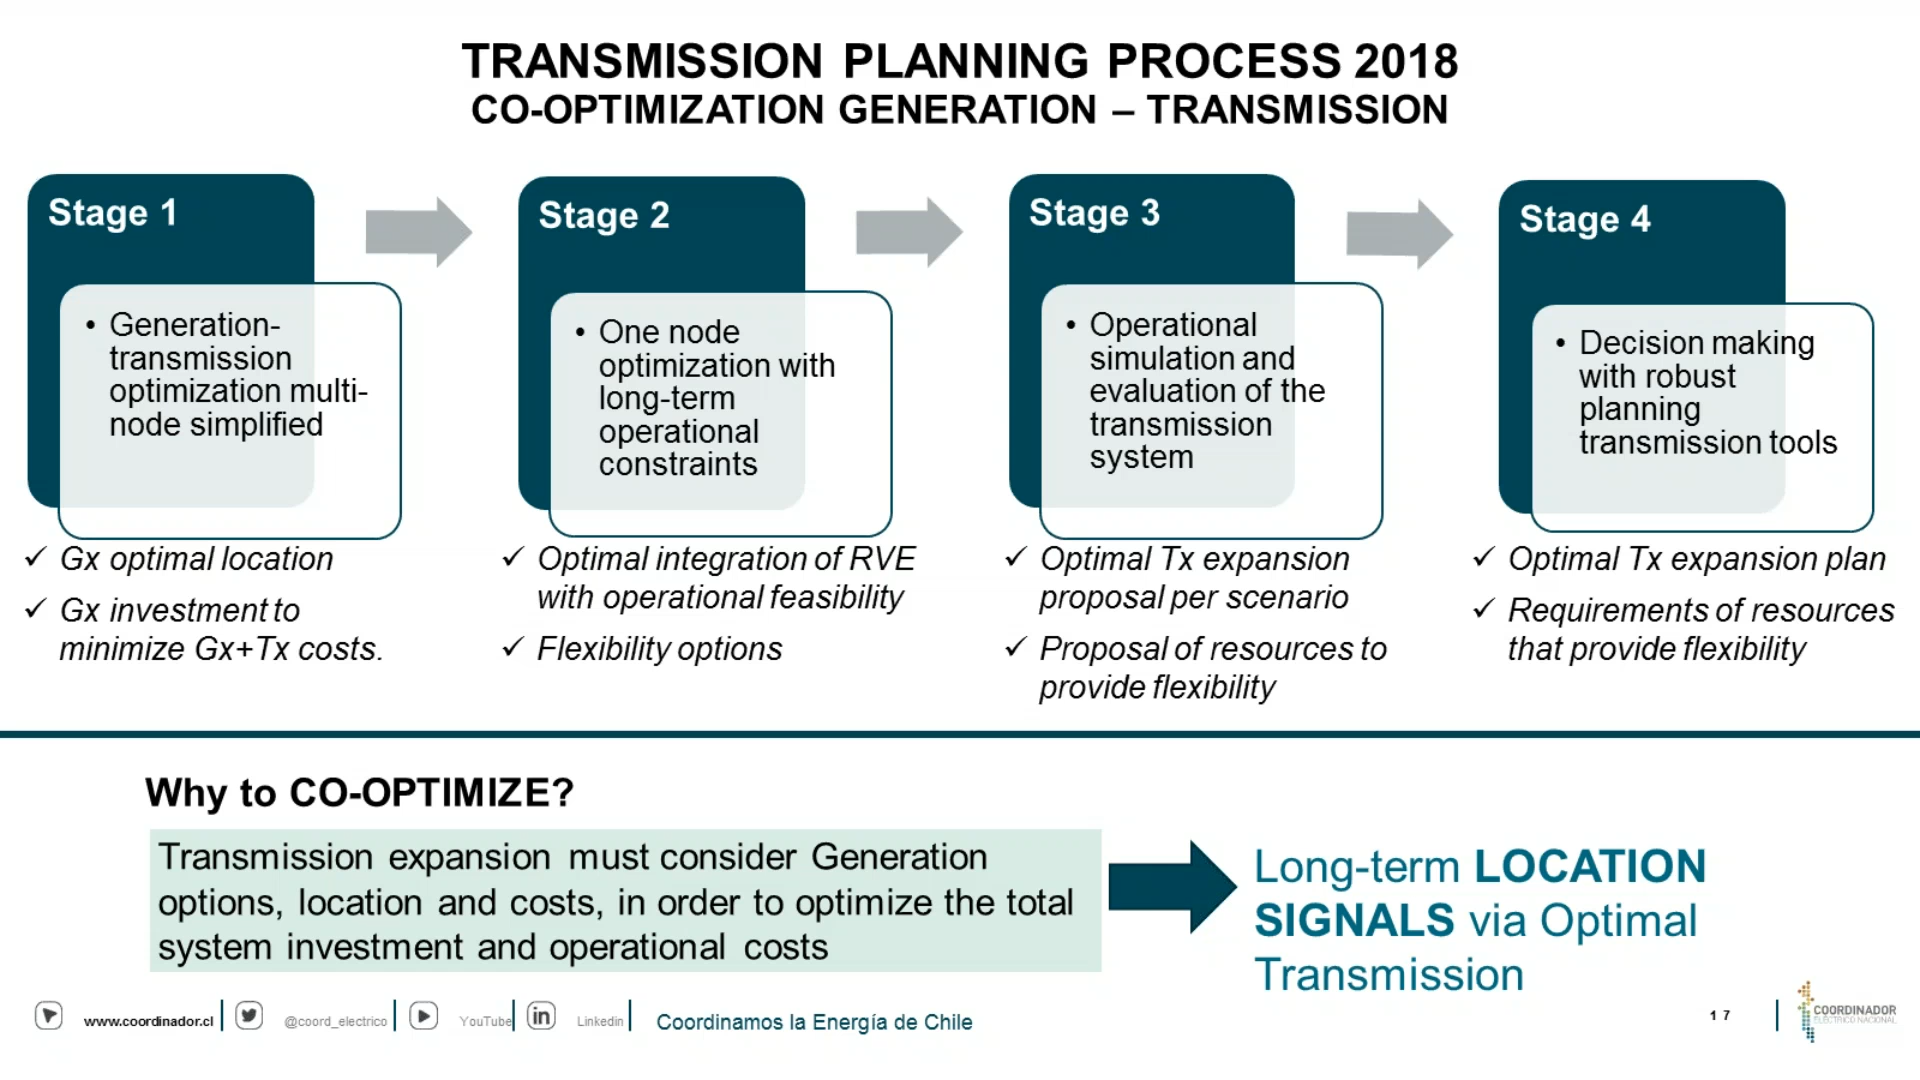 TRANSMISSION PLANNING PROCESS 2018
CO-OPTIMIZATION GENERATION – TRANSMISSION
Stage 1
• Generation-
transmission
optimization multi-
node simplified
✓ Gx optimal location
✓ Gx investment to
minimize Gx+Tx costs.
Stage 2
• One node
optimization with
long-term
operational
constraints
✓ Optimal integration of RVE
with operational feasibility
✓ Flexibility options
Stage 3
• Operational
simulation and
evaluation of the
transmission
system
✓ Optimal Tx expansion
proposal per scenario
✓ Proposal of resources to
provide flexibility
Stage 4
• Decision making
with robust
planning
transmission tools
✓ Optimal Tx expansion plan
✓ Requirements of resources
that provide flexibility
Why to CO-OPTIMIZE?
Transmission expansion must consider Generation
options, location and costs, in order to optimize the total
system investment and operational costs
Long-term LOCATION
SIGNALS via Optimal
Transmission
www.coordinador.cl
@coord_electrico
YouTube
in
Linkedin
Coordinamos la Energía de Chile
17
COORDINADOR
ELÉCTRICO NACIONAL